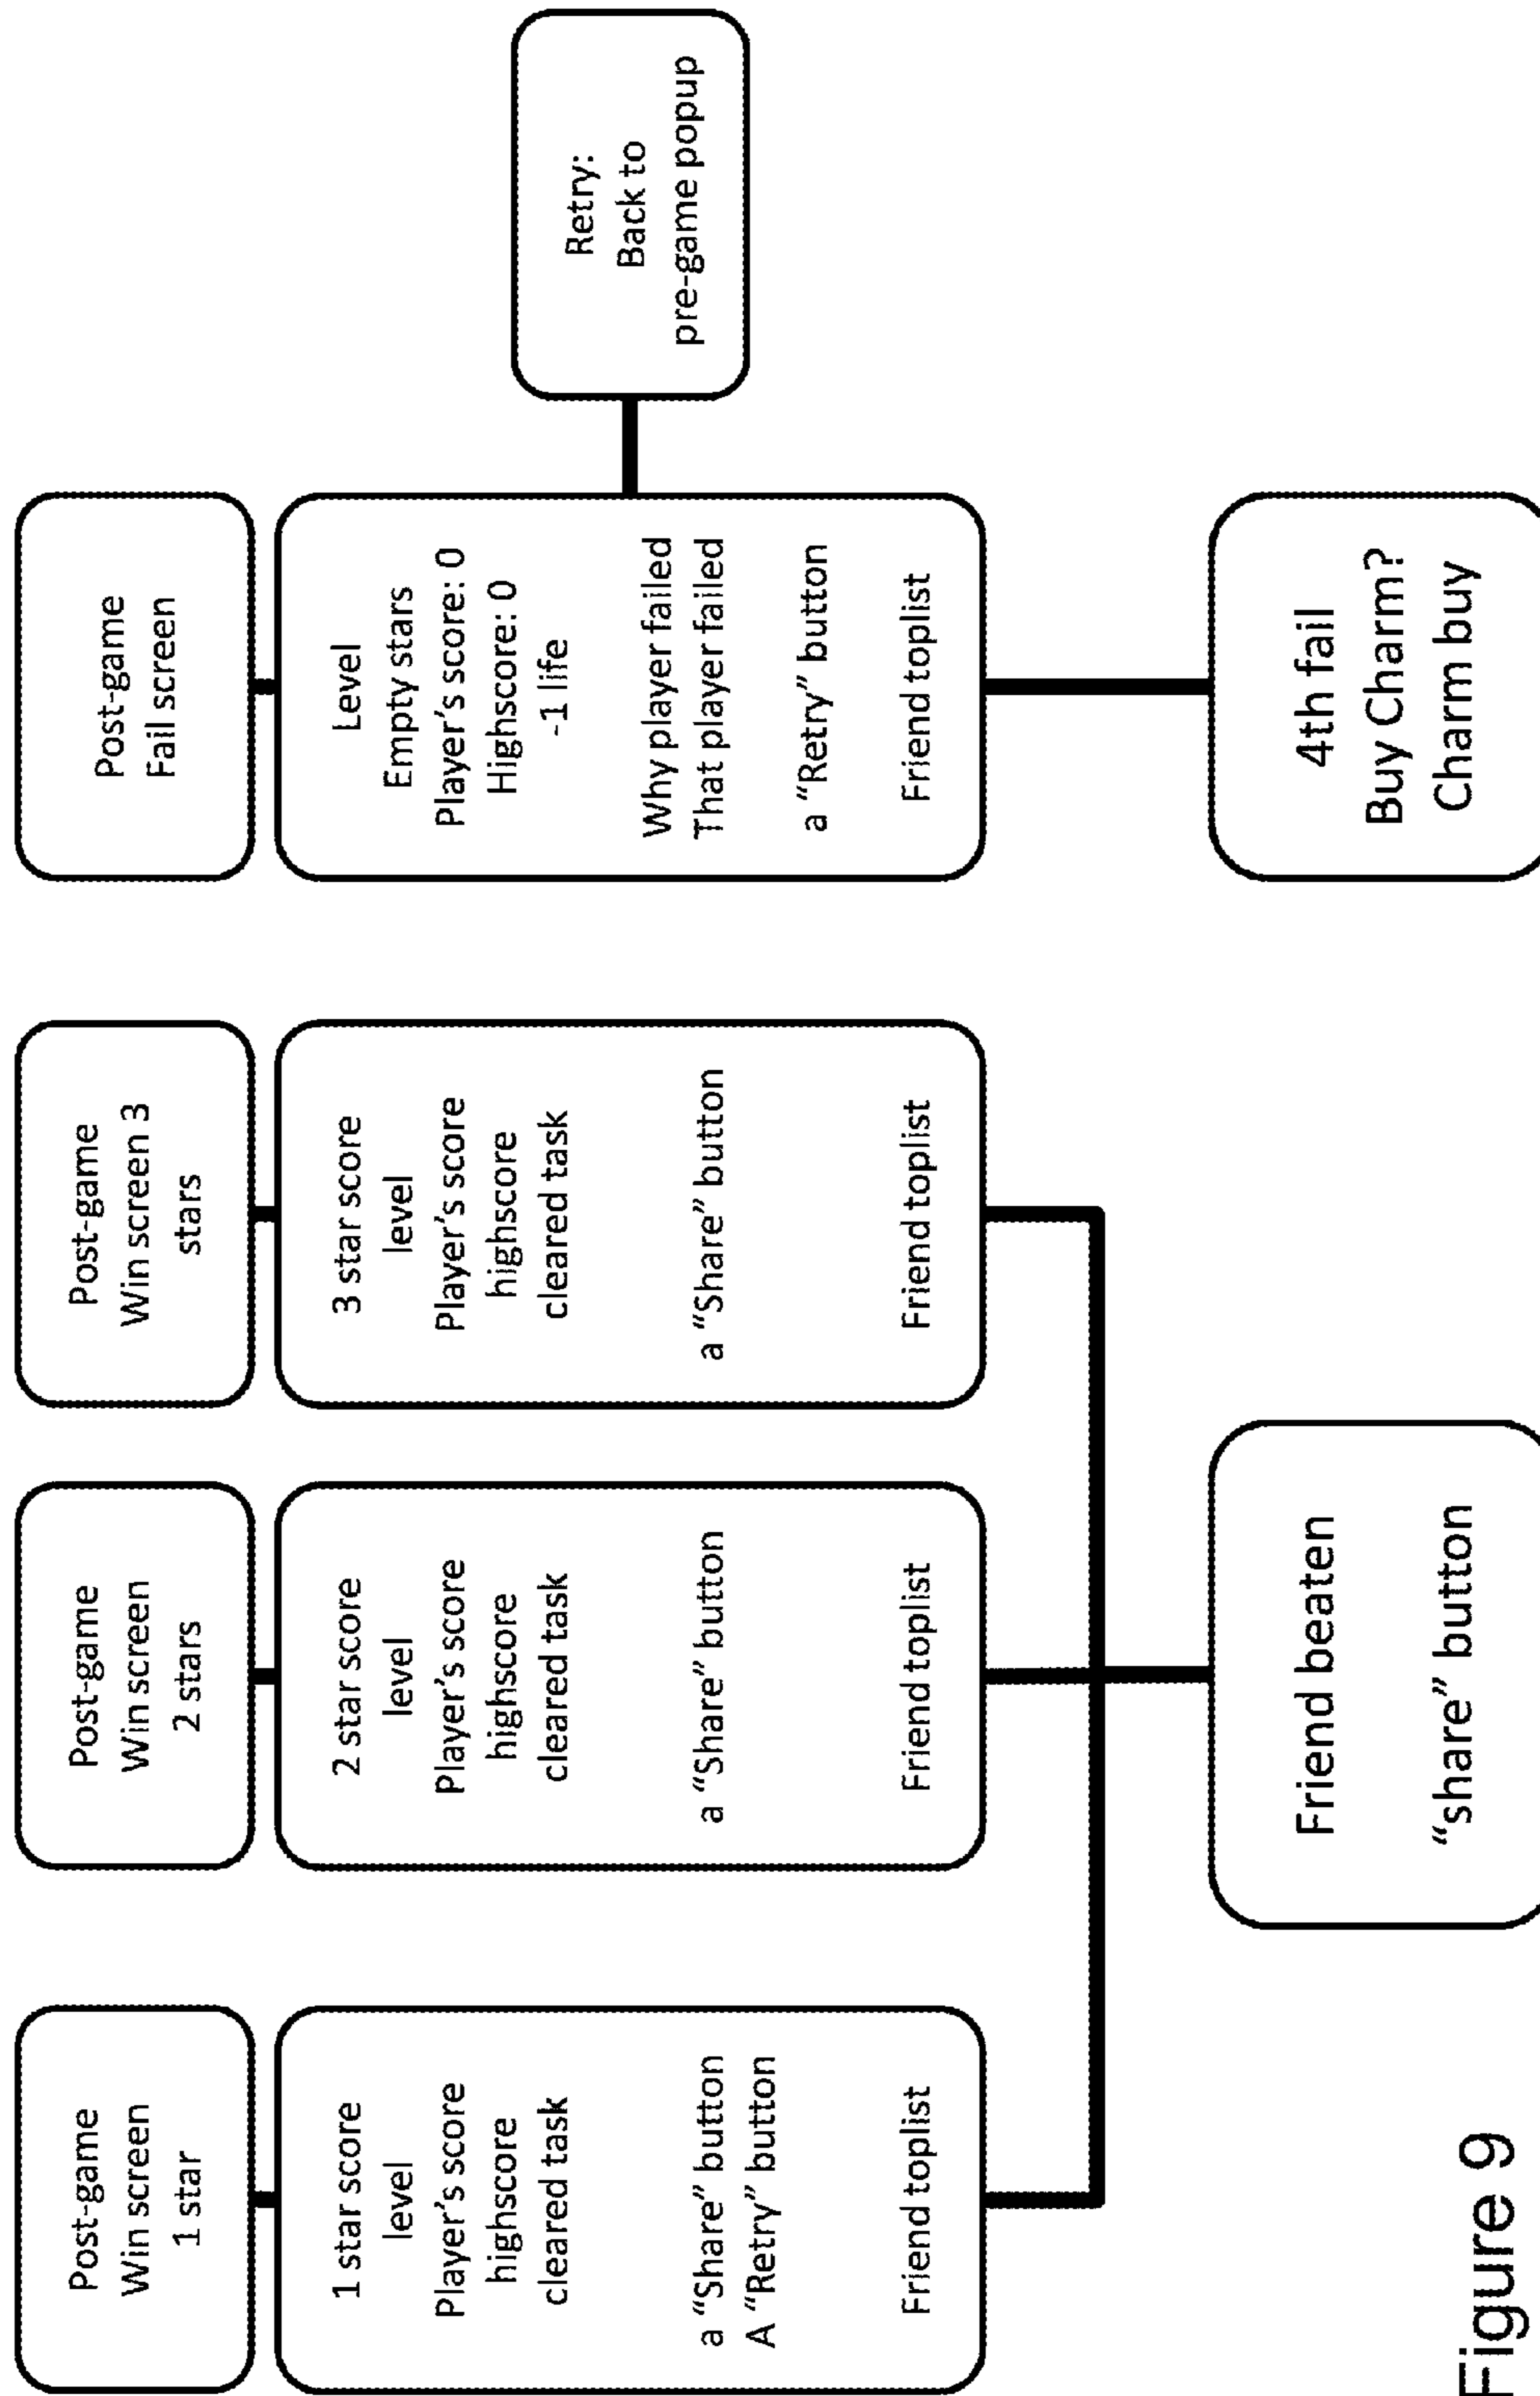 Post-game
Win screen
1 star
1 star score
level
Player's score
highscore
cleared task
a “Share” button
A “Retry” button
Friend toplist
Post-game
Win screen
2 stars
2 star score
level
Player's score
highscore
cleared task
a “Share” button
Friend toplist
Post-game
Win screen 3
stars
3 star score
level
Player's score
highscore
cleared task
a “Share” button
Friend toplist
Friend beaten
“share” button
Post-game
Fail screen
Level
Empty stars
Player's score: 0
Highscore: 0
-1 life
Why player failed
That player failed
a “Retry” button
Friend toplist
Retry:
Back to
pre-game popup
4th fail
Buy Charm?
Charm buy
Figure 9